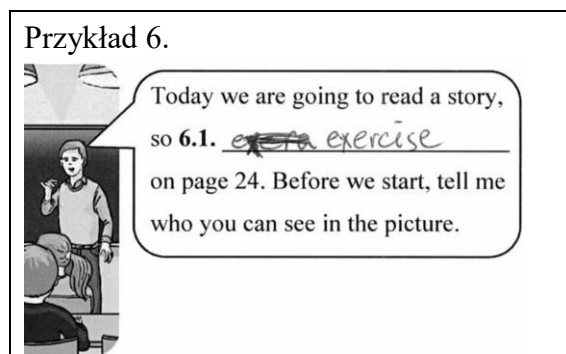 Przykład 6.
Today we are going to read a story,
so 6.1. exercise
on page 24. Before we start, tell me
who you can see in the picture.